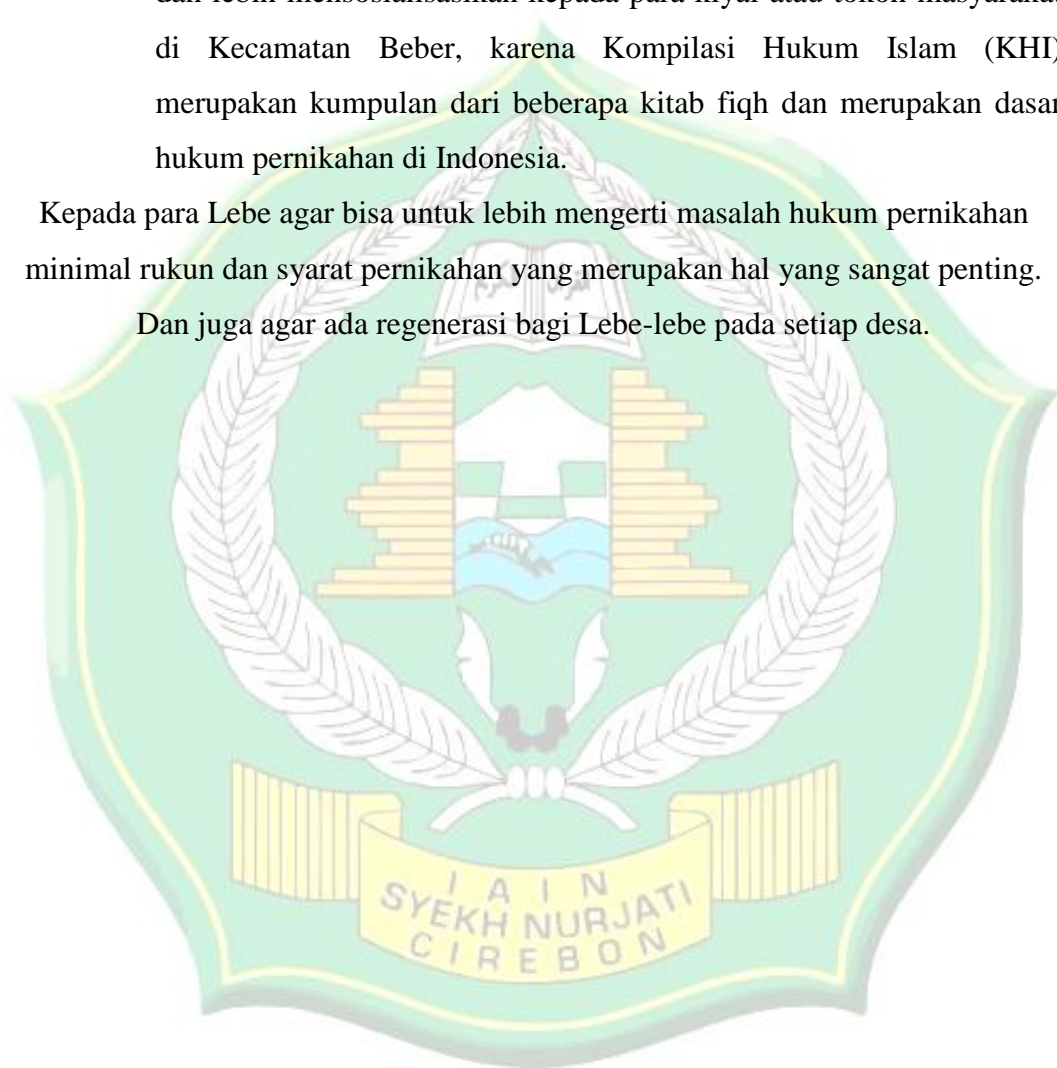 dan lebih mensosialisasikan kepada para kiyai atau tokoh masyarakat
di Kecamatan Beber, karena Kompilasi Hukum Islam (KHI)
merupakan kumpulan dari beberapa kitab fiqh dan merupakan dasar
hukum pernikahan di Indonesia.
Kepada para Lebe agar bisa untuk lebih mengerti masalah hukum pernikahan
minimal rukun dan syarat pernikahan yang merupakan hal yang sangat penting.
Dan juga agar ada regenerasi bagi Lebe-lebe pada setiap desa.
IAIN
SYEKH NURJATI
CIREBON